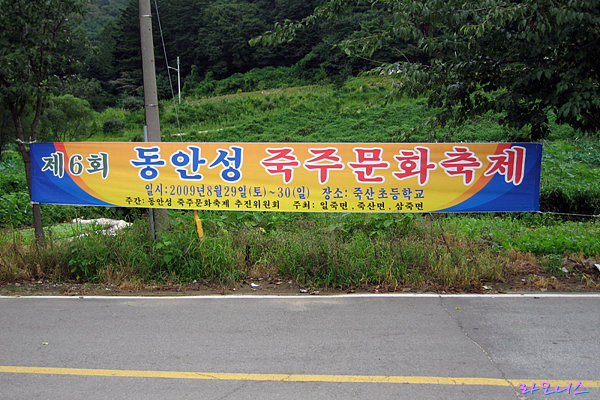 제6회 동안성 죽주문화축제
일시:2009년8월29일(토)~30(일) 장소: 죽산초등학교
주간: 동안성 죽주문화축제 추진위원회 주최: 일죽면, 죽산면, 삼죽면
라모니스